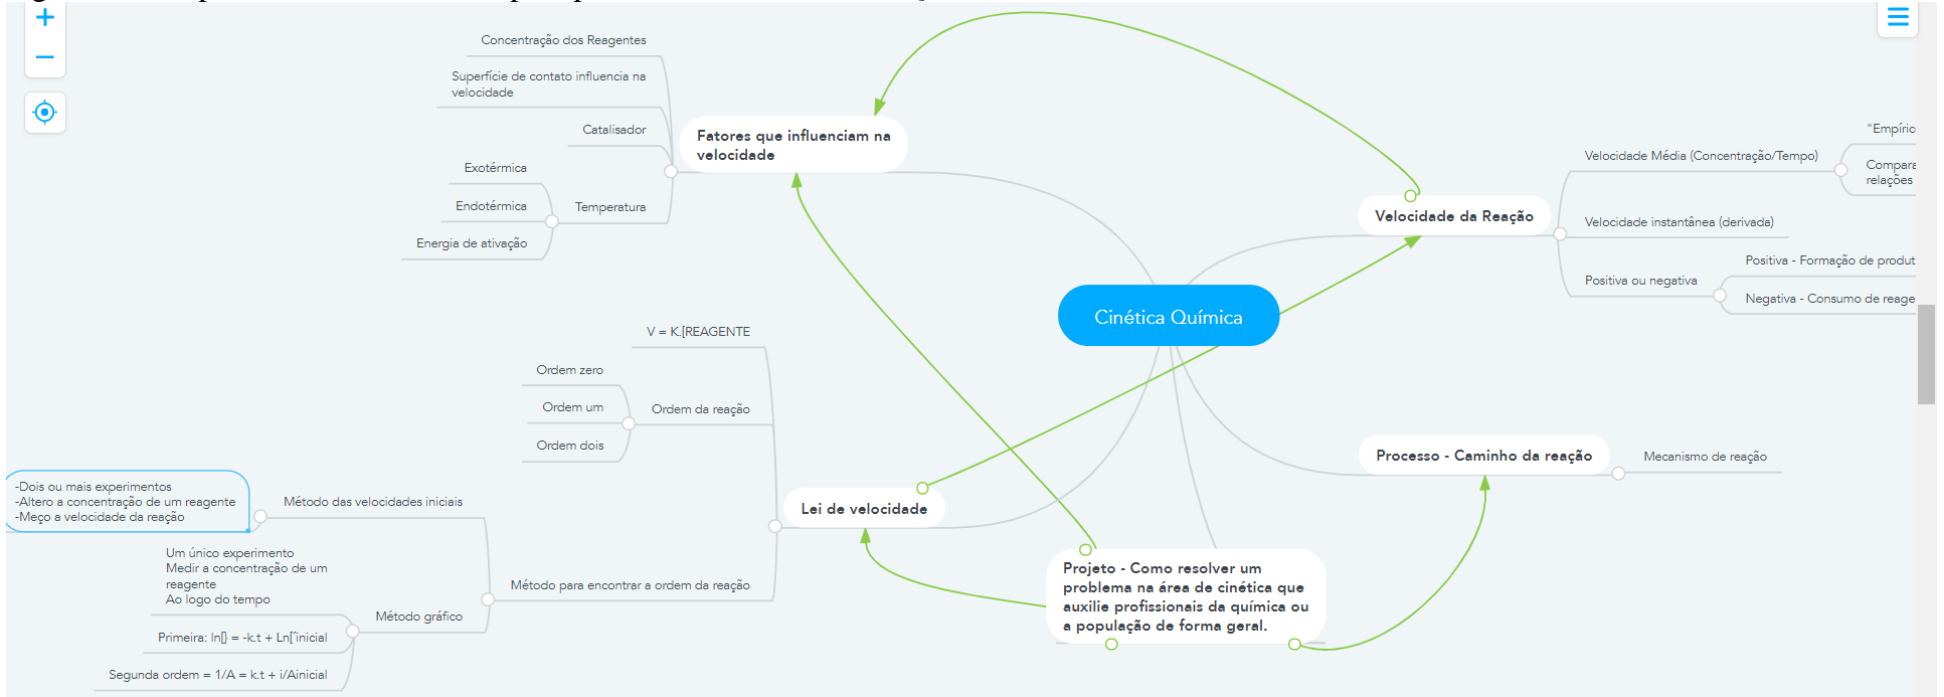 Concentração dos Reagentes
Superfície de contato influencia na
velocidade
Catalisador
Exotérmica
Endotérmica
Energia de ativação
Temperatura
Fatores que influenciam na
velocidade
Velocidade da Reação
Velocidade Média (Concentração/Tempo)
"Empíric
Compara
relações
Velocidade instantânea (derivada)
Positiva ou negativa
Positiva - Formação de produt
Negativa - Consumo de reage
Cinética Química
V = K.[REAGENTE
Ordem zero
Ordem um
Ordem dois
Ordem da reação
Lei de velocidade
-Dois ou mais experimentos
-Altero a concentração de um reagente
-Meço a velocidade da reação
Método das velocidades iniciais
Um único experimento
Medir a concentração de um
reagente
Ao logo do tempo
Primeira: ln[] = -k.t + Ln[ˆinicial
Segunda ordem = 1/A = k.t + i/Ainicial
Método gráfico
Método para encontrar a ordem da reação
Processo - Caminho da reação
Mecanismo de reação
Projeto - Como resolver um
problema na área de cinética que
auxilie profissionais da química ou
a população de forma geral.